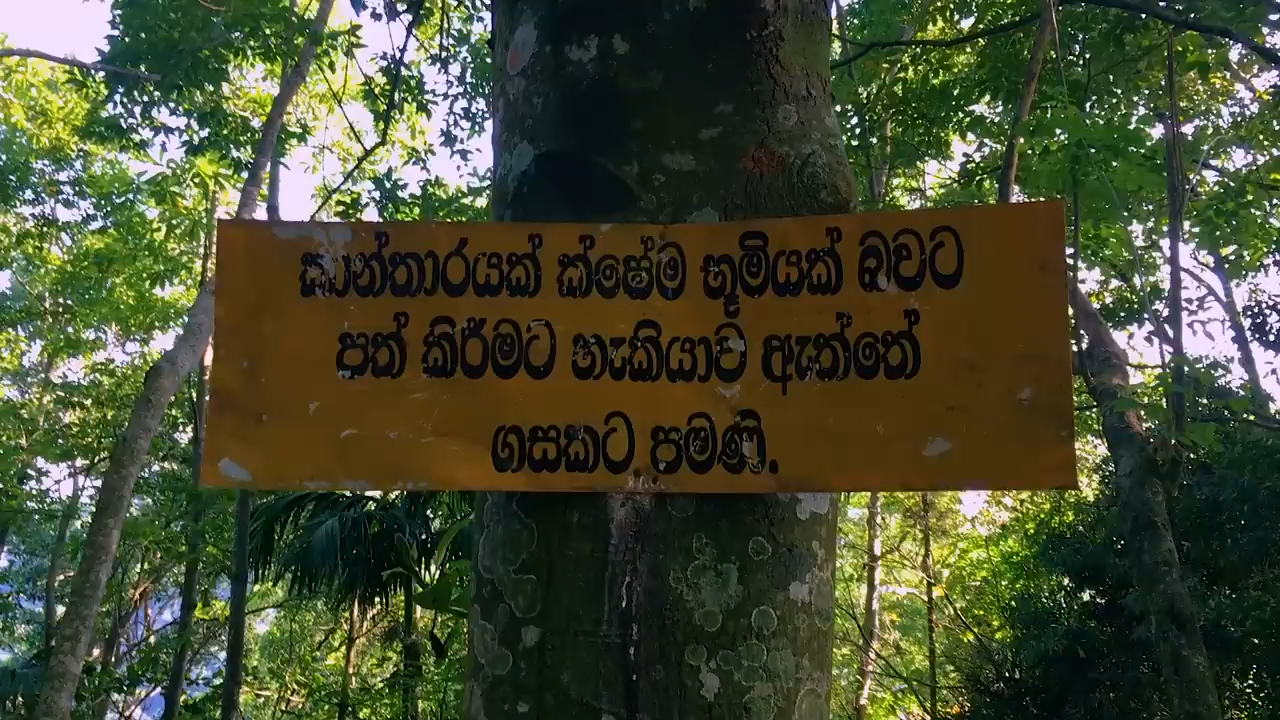 කාන්තාරයක් ක්ෂේම භූමියක් බවට
පත් කිර්මට හැකියාව ඇත්තේ
ගසකට පමණි.